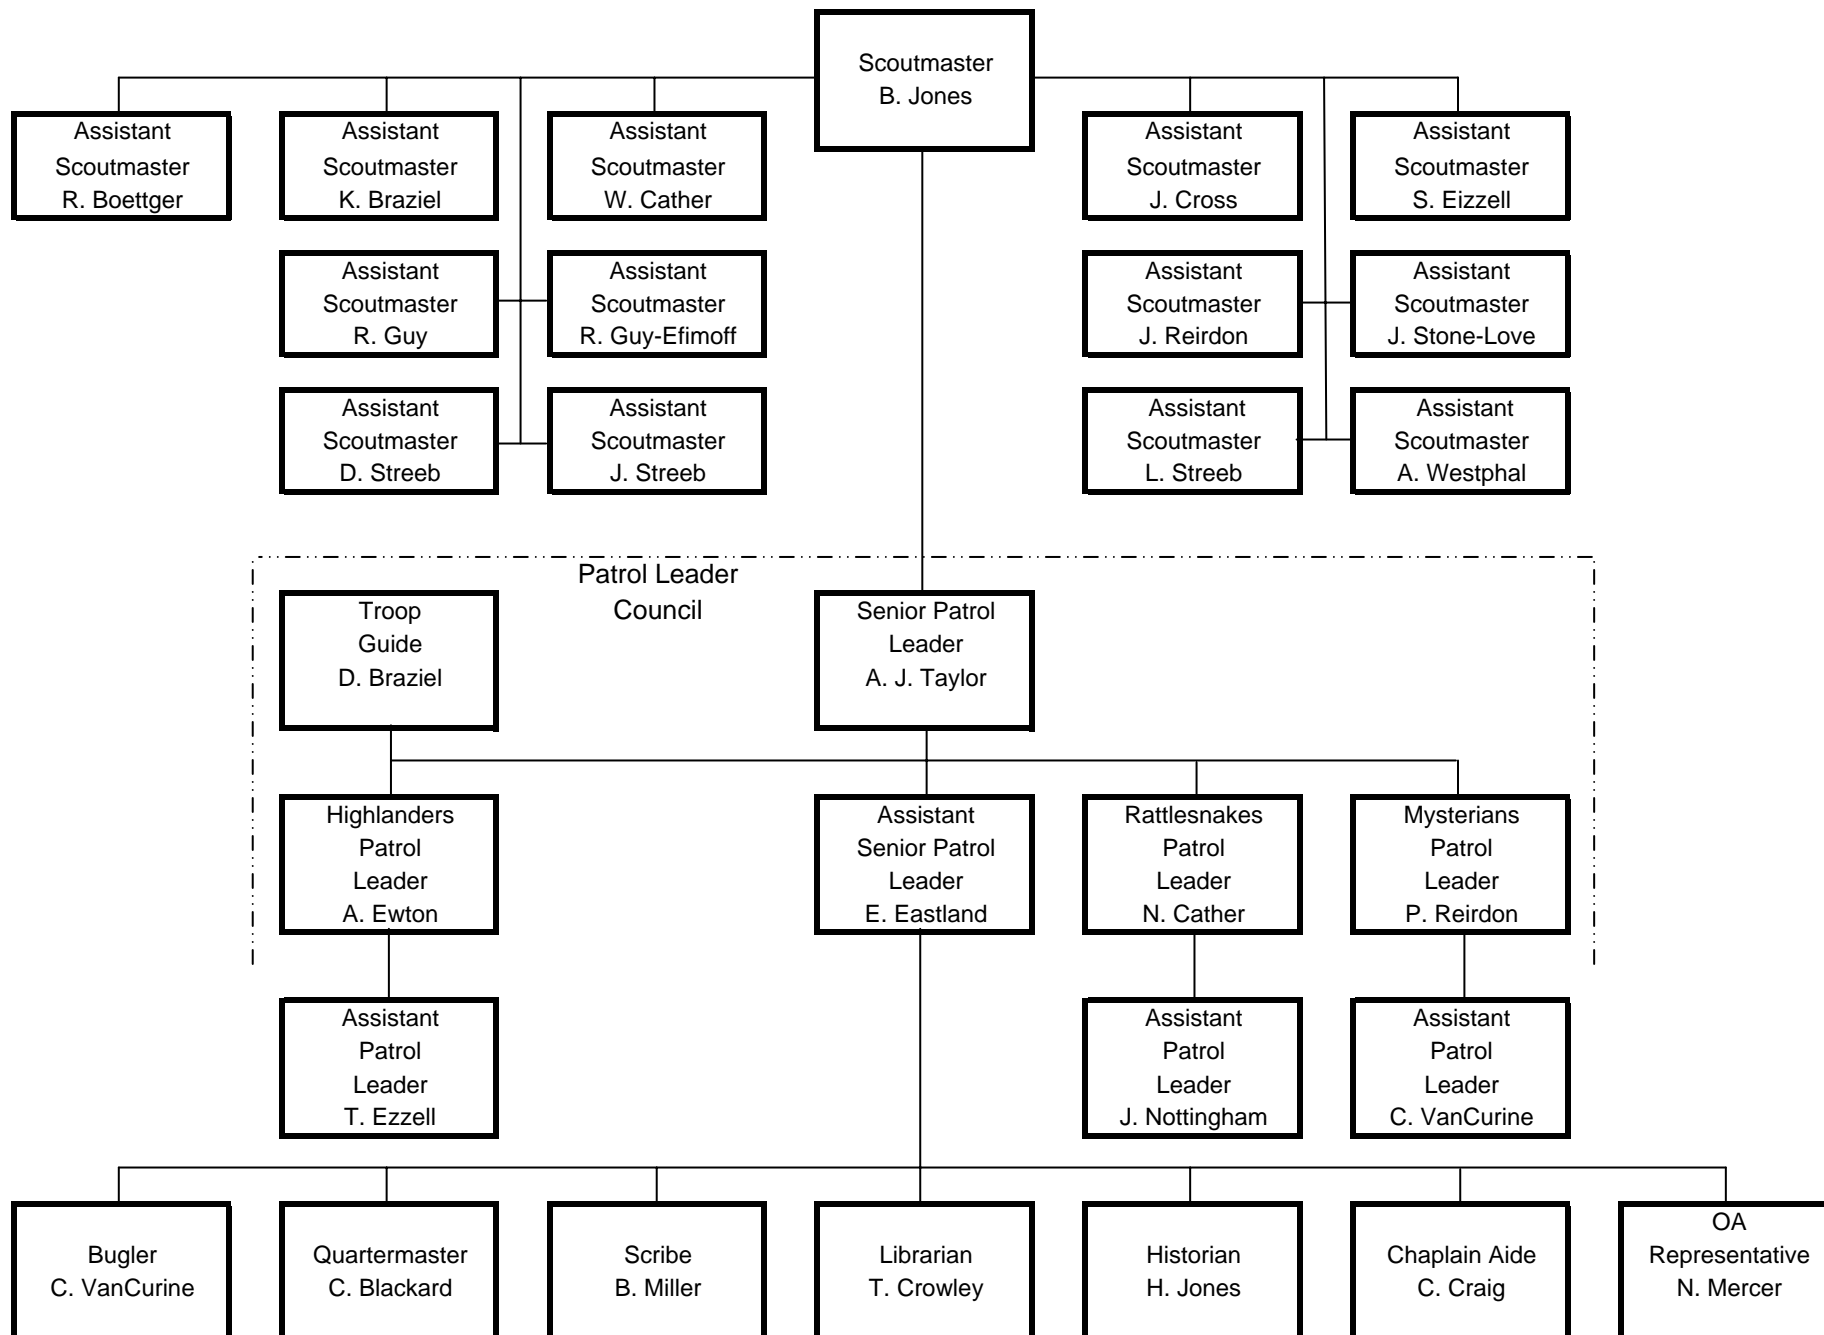 Scoutmaster
B. Jones
Assistant
Scoutmaster
R. Boettger
Assistant
Scoutmaster
K. Braziel
Assistant
Scoutmaster
W. Cather
Assistant
Scoutmaster
J. Cross
Assistant
Scoutmaster
S. Eizzell
Assistant
Scoutmaster
R. Guy
Assistant
Scoutmaster
R. Guy-Efimoff
Assistant
Scoutmaster
J. Reirdon
Assistant
Scoutmaster
J. Stone-Love
Assistant
Scoutmaster
D. Streeb
Assistant
Scoutmaster
J. Streeb
Assistant
Scoutmaster
L. Streeb
Assistant
Scoutmaster
A. Westphal
Patrol Leader
Council
Troop
Guide
D. Braziel
Senior Patrol
Leader
A. J. Taylor
Highlanders
Patrol
Leader
A. Ewton
Assistant
Senior Patrol
Leader
E. Eastland
Rattlesnakes
Patrol
Leader
N. Cather
Mysterians
Patrol
Leader
P. Reirdon
Assistant
Patrol
Leader
T. Ezzell
Assistant
Patrol
Leader
J. Nottingham
Assistant
Patrol
Leader
C. VanCurine
Bugler
C. VanCurine
Quartermaster
C. Blackard
Scribe
B. Miller
Librarian
T. Crowley
Historian
H. Jones
Chaplain Aide
C. Craig
OA
Representative
N. Mercer